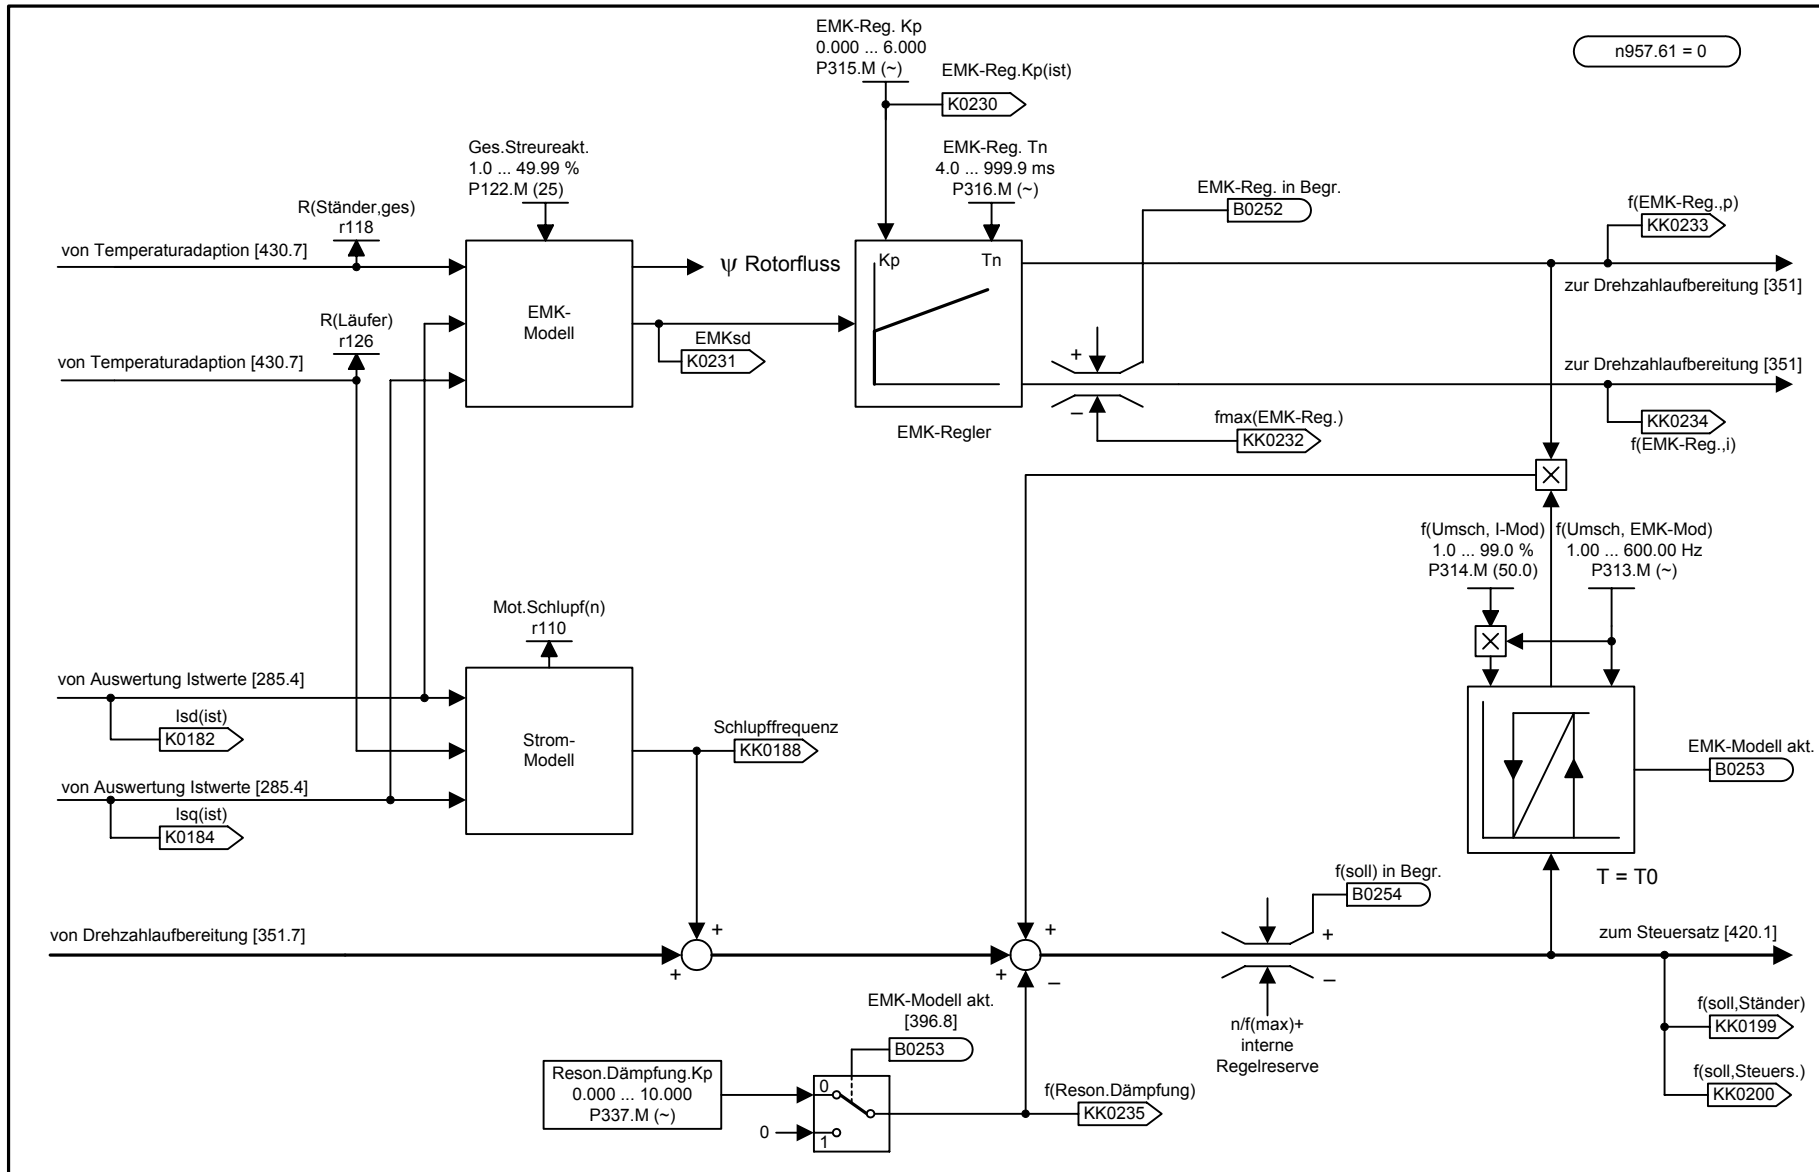 EMK-Reg. Kp
0.000 ... 6.000
P315.M (~)
EMK-Reg.Kp(ist)
K0230
n957.61 = 0
Ges.Streureakt.
1.0 ... 49.99 %
P122.M (25)
EMK-Reg. Tn
4.0 ... 999.9 ms
P316.M (~)
EMK-Reg. in Begr.
B0252
R(Ständer,ges)
r118
f(EMK-Reg.,p)
KK0233
von Temperaturadaption [430.7]
ψ Rotorfluss
Kp
Tn
zur Drehzahlaufbereitung [351]
EMK-
Modell
R(Läufer)
r126
EMKsd
K0231
von Temperaturadaption [430.7]
+
zur Drehzahlaufbereitung [351]
–
EMK-Regler
fmax(EMK-Reg.)
KK0232
KK0234
f(EMK-Reg.,i)
f(Umsch, I-Mod)
1.0 ... 99.0 %
P314.M (50.0)
f(Umsch, EMK-Mod)
1.00 ... 600.00 Hz
P313.M (~)
Mot.Schlupf(n)
r110
von Auswertung Istwerte [285.4]
Isd(ist)
K0182
Strom-
Modell
Schlupffrequenz
KK0188
EMK-Modell akt.
B0253
von Auswertung Istwerte [285.4]
Isq(ist)
K0184
T = T0
f(soll) in Begr.
B0254
von Drehzahlaufbereitung [351.7]
+
+
+
+
–
+
–
zum Steuersatz [420.1]
EMK-Modell akt.
[396.8]
B0253
n/f(max)+
interne
Regelreserve
f(soll,Ständer)
KK0199
Reson.Dämpfung.Kp
0.000 ... 10.000
P337.M (~)
0
0
1
f(Reson.Dämpfung)
KK0235
f(soll,Steuers.)
KK0200